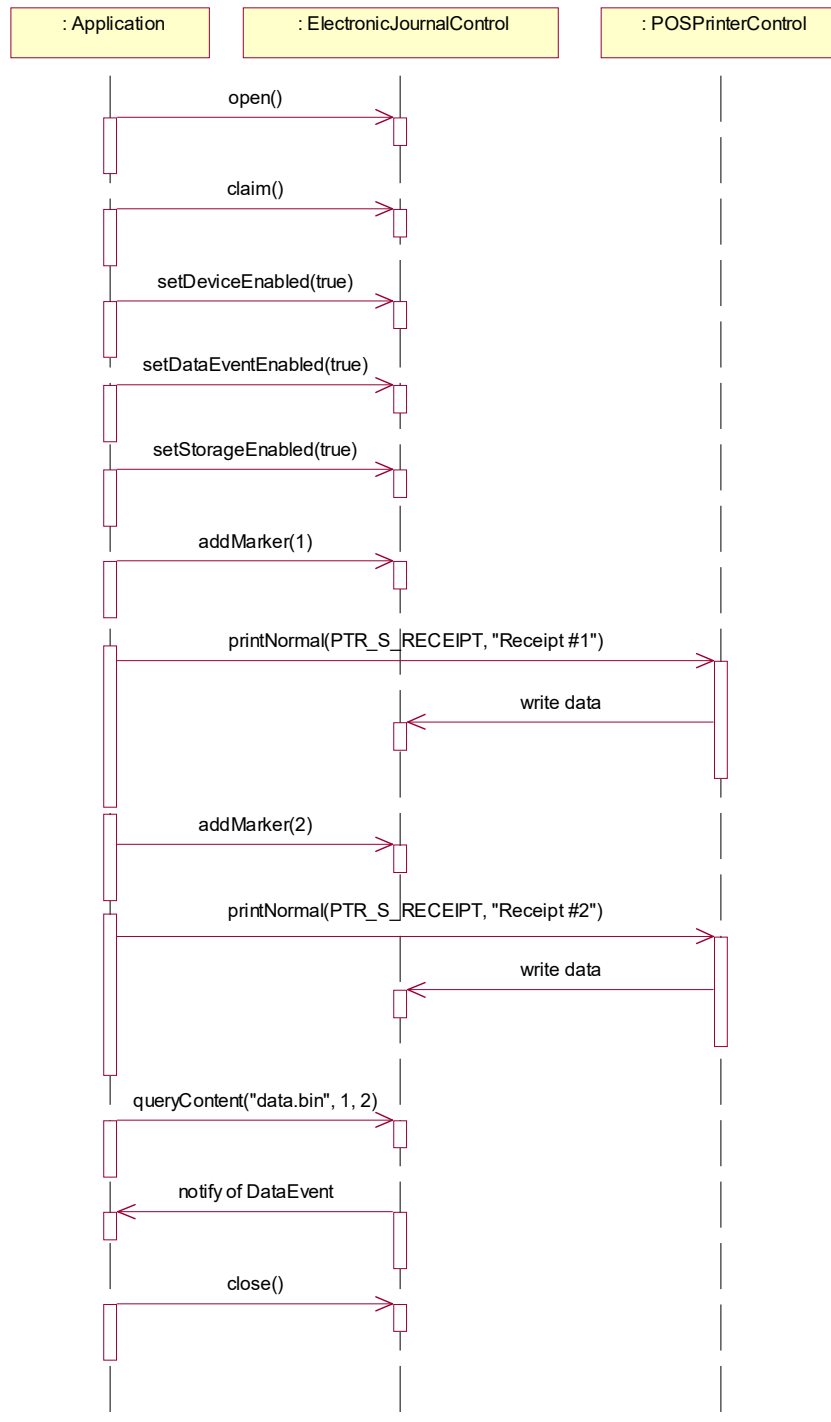 : Application
: ElectronicJournalControl
: POSPrinterControl
open()
claim()
setDeviceEnabled(true)
setDataEventEnabled(true)
setStorageEnabled(true)
addMarker(1)
printNormal(PTR_S_RECEIPT, "Receipt #1")
write data
addMarker(2)
printNormal(PTR_S_RECEIPT, "Receipt #2")
write data
queryContent("data.bin", 1, 2)
notify of DataEvent
close()